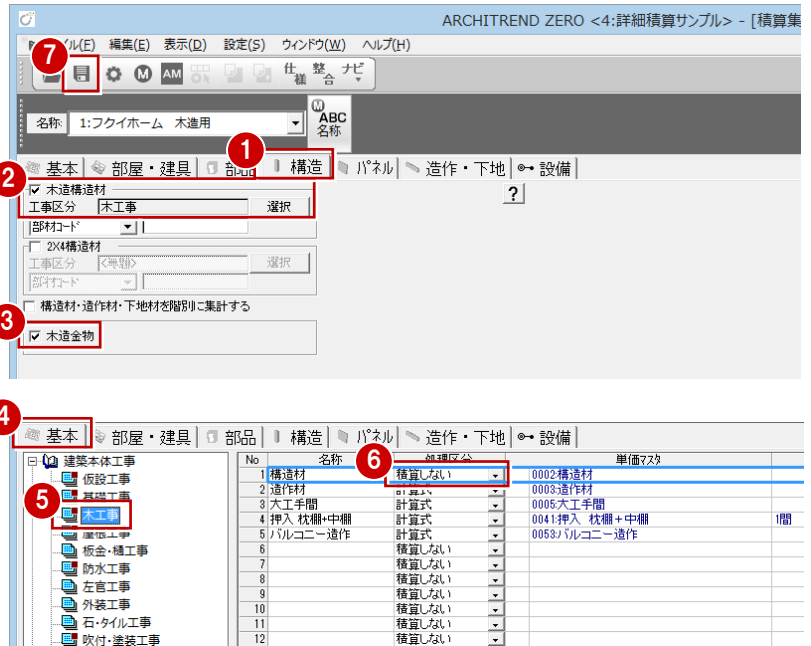 ARCHITREND ZERO <4:詳細積算サンプル> - [積算集
ル(F) 編集(E) 表示(D) 設定(S) ウィンドウ(W) ヘルプ(H)
7
M AM 仕様 整合 ナビ
名称 1:フクイホーム 木造用 M ABC 名称
1
基本 部屋・建具 部品 構造 パネル 造作・下地 設備
2
木造構造材
工事区分 木工事 選択
?
部材コード
2X4構造材
工事区分 <無題> 選択
部材コード
構造材・造作材・下地材を階別に集計する
3
木造金物
4
基本 部屋・建具 部品 構造 パネル 造作・下地 設備
建築本体工事
仮設工事
基礎工事
5
木工事
屋根工事
板金・樋工事
防水工事
左官工事
外装工事
石・タイル工事
吹付・塗装工事
No 名称 処理区分 単価マスタ
6
1 構造材 積算しない 0002:構造材
2 造作材 計算式 0003:造作材
3 大工手間 計算式 0005:大工手間
4 押入 枕棚+中棚 計算式 0041:押入 枕棚+中棚 1間
5 バルコニー造作 計算式 0053:バルコニー造作
6 積算しない
7 積算しない
8 積算しない
9 積算しない
10 積算しない
11 積算しない
12 積算しない